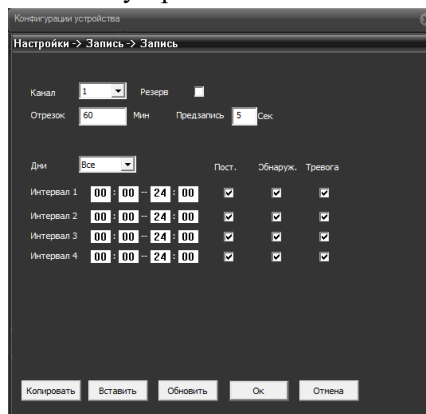 Конфигурации устройства
Настройки -> Запись -> Запись
Канал 1 Резерв
Отрезок 60 Мин Предзапись 5 Сек
Дни Все Пост. Обнаруж. Тревога
Интервал 1 00 : 00 -- 24 : 00
Интервал 2 00 : 00 -- 24 : 00
Интервал 3 00 : 00 -- 24 : 00
Интервал 4 00 : 00 -- 24 : 00
Копировать Вставить Обновить Ок Отмена